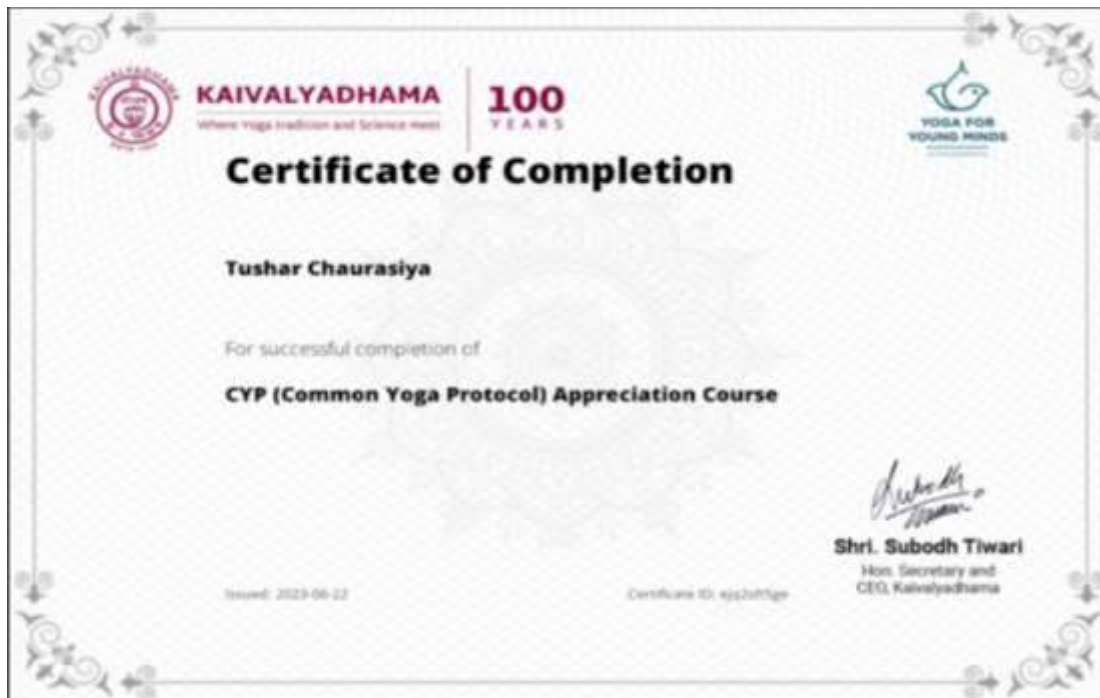 KAIVALYADHAMA
Where Yoga tradition and Science meet
100
YEARS
YOGA FOR
YOUNG MINDS
Certificate of Completion
Tushar Chaurasiya
For successful completion of
CYP (Common Yoga Protocol) Appreciation Course
Shri. Subodh Tiwari
Hon. Secretary and
CEO, Kaivalyadhama
Issued: 2023-06-22
Certificate ID: